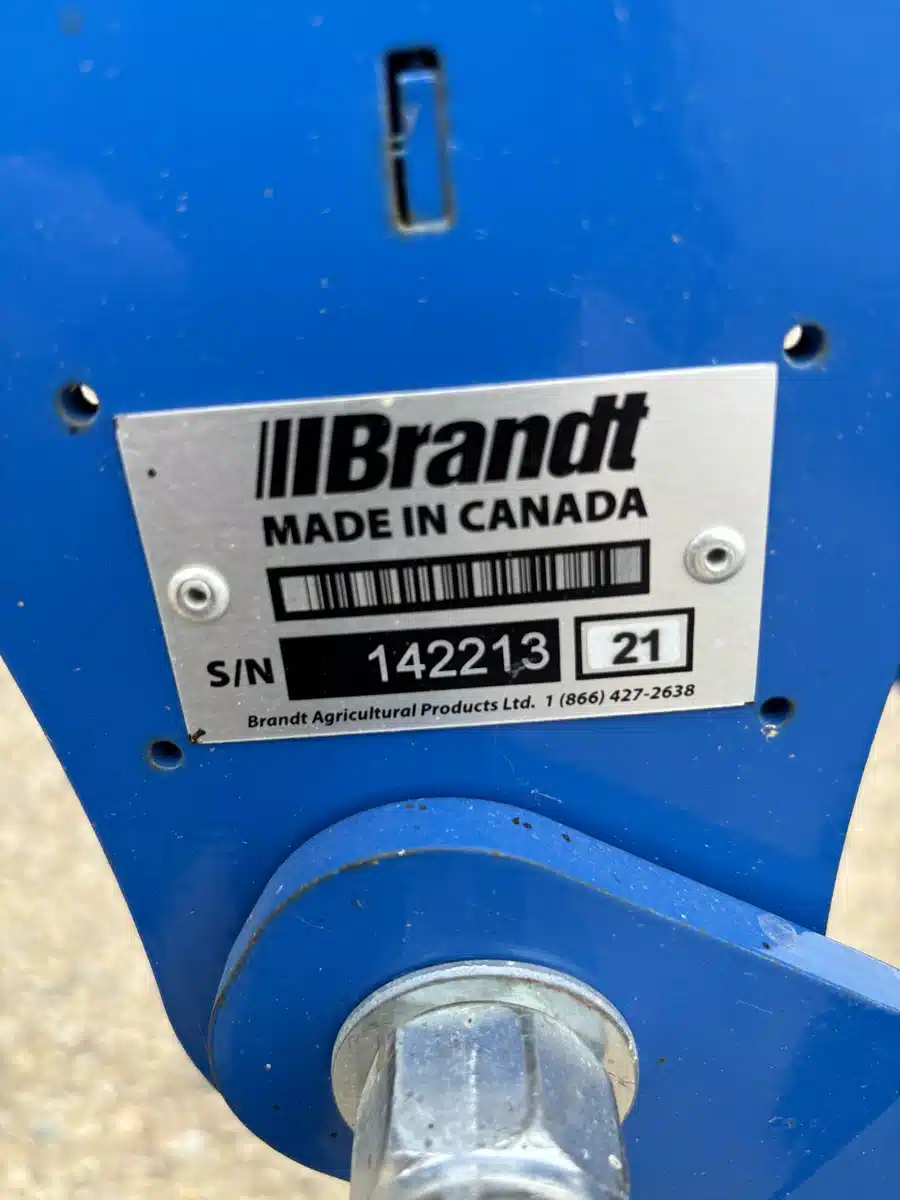 Brandt
MADE IN CANADA
S/N 142213 21
Brandt Agricultural Products Ltd. 1 (866) 427-2638